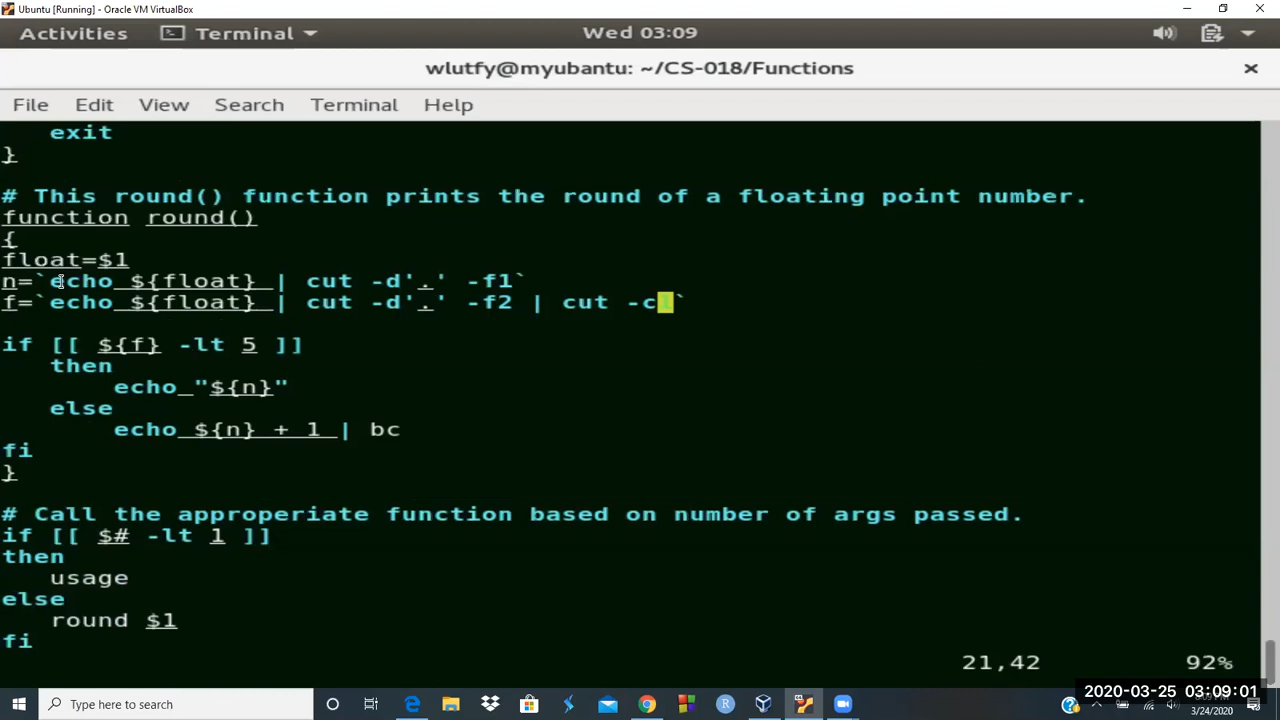 Ubuntu [Running] - Oracle VM VirtualBox
Activities Terminal Wed 03:09
wlutfy@myubantu: ~/CS-018/Functions
File Edit View Search Terminal Help
exit
}
# This round() function prints the round of a floating point number.
function round()
{
float=$1
n=`echo ${float} | cut -d'.' -f1`
f=`echo ${float} | cut -d'.' -f2 | cut -c1`
if [[ ${f} -lt 5 ]]
then
echo "${n}"
else
echo ${n} + 1 | bc
fi
}
# Call the approperiate function based on number of args passed.
if [[ $# -lt 1 ]]
then
usage
else
round $1
fi
21,42 92%
Type here to search
2020-03-25 03:09:01
3/24/2020